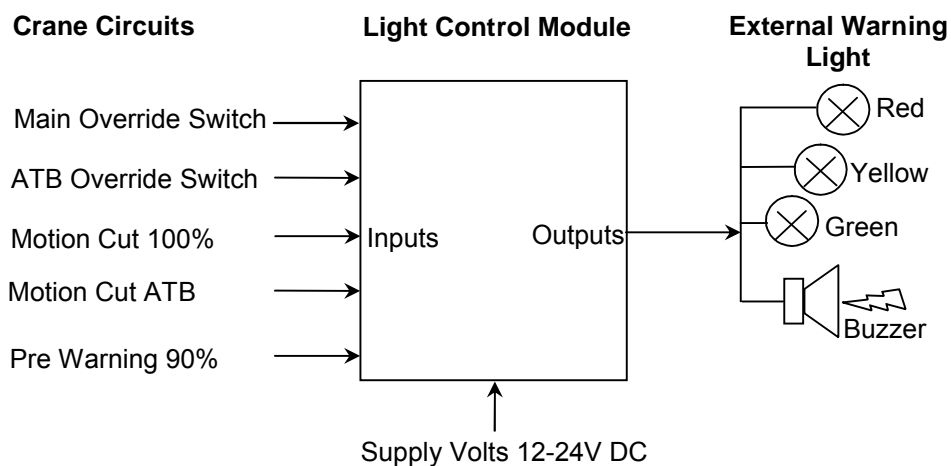 Crane Circuits
Light Control Module
External Warning
Light
Main Override Switch
ATB Override Switch
Motion Cut 100%
Motion Cut ATB
Pre Warning 90%
Inputs
Outputs
Red
Yellow
Green
Buzzer
Supply Volts 12-24V DC